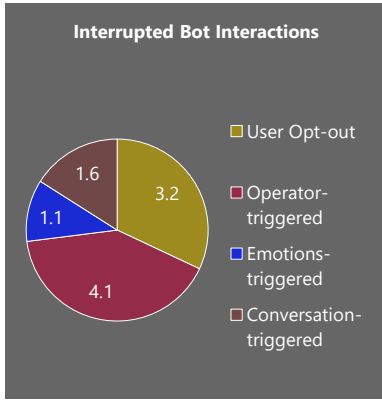 Interrupted Bot Interactions
3.2
4.1
1.1
1.6
User Opt-out
Operator-
triggered
Emotions-
triggered
Conversation-
triggered